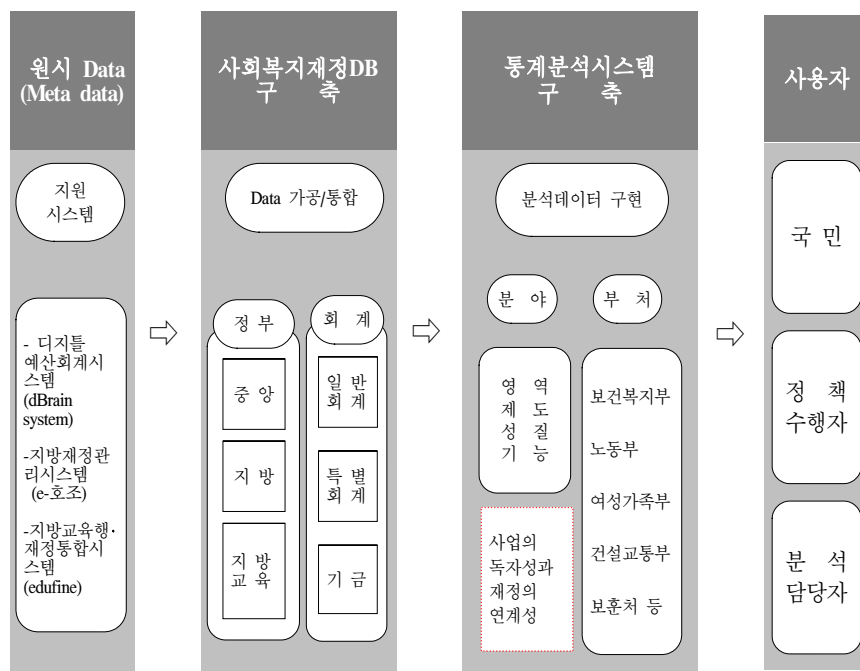 원시 Data
(Meta data)
지원
시스템
- 디지틀
예산회계시
스템
(dBrain
system)
-지방재정관
리시스템
(e-호조)
-지방교육행·
재정통합시
스템
(edufine)
사회복지재정DB
구 축
Data 가공/통합
정 부
중 앙
지 방
지 방
교 육
회 계
일 반
회 계
특 별
회 계
기 금
통계분석시스템
구 축
분석데이터 구현
분 야
영 역
제 도
성 질
기 능
사업의
독자성과
재정의
연계성
부 처
보건복지부
노동부
여성가족부
건설교통부
보훈처 등
사용자
국 민
정 책
수행자
분 석
담당자